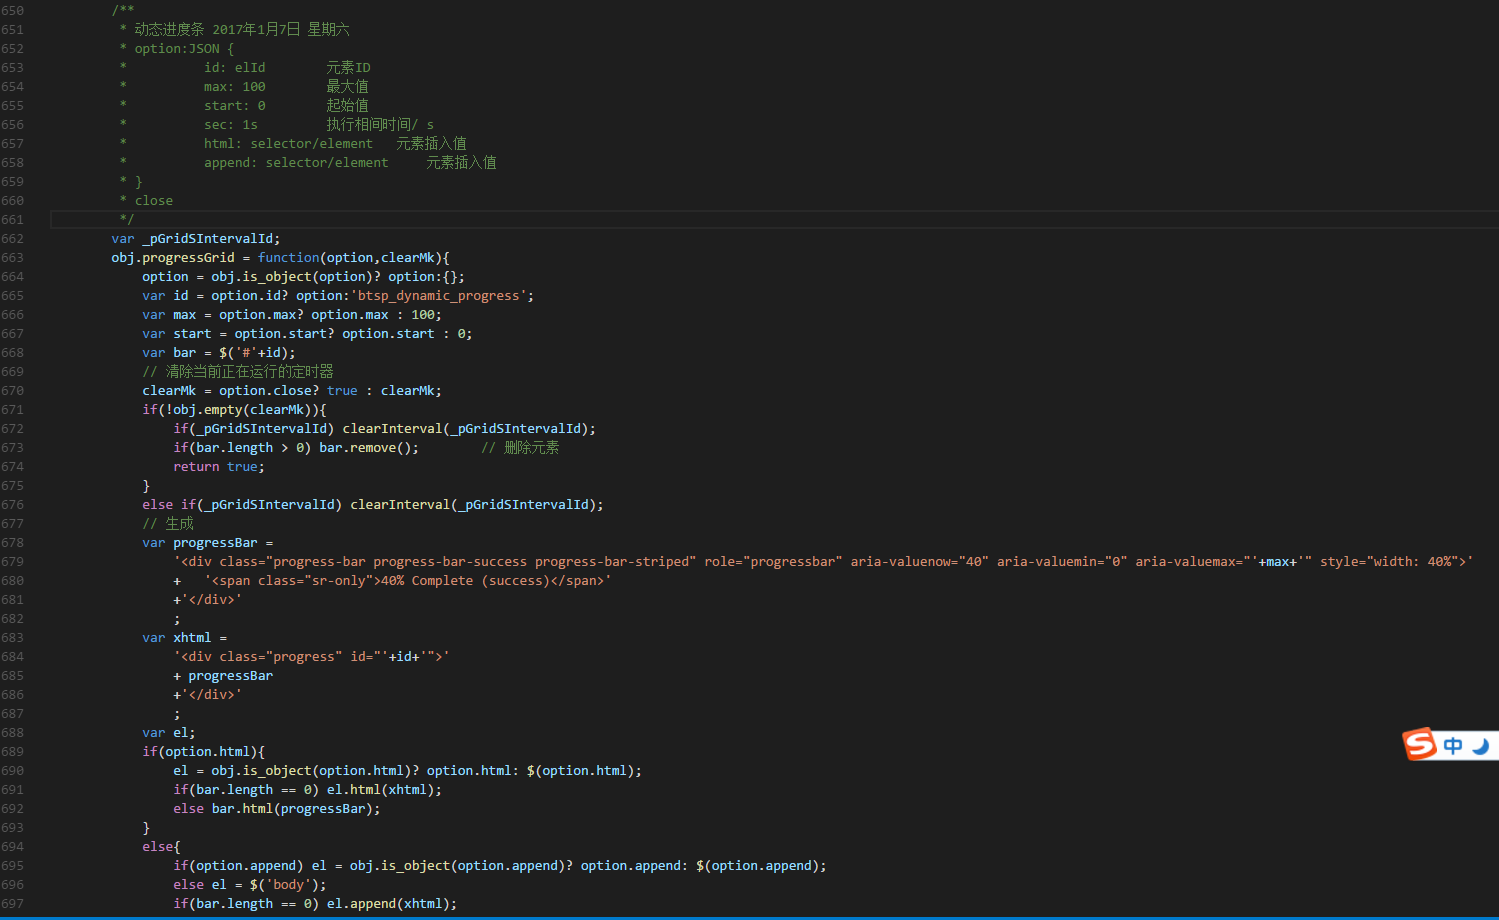 650 /**
651  * 动态进度条 2017年1月7日 星期六
652  * option:JSON {
653  *          id: elId        元素ID
654  *          max: 100        最大值
655  *          start: 0        起始值
656  *          sec: 1s         执行相间时间/ s
657  *          html: selector/element   元素插入值
658  *          append: selector/element     元素插入值
659  * }
660  * close
661  */
662 var _pGridSIntervalId;
663 obj.progressGrid = function(option,clearMk){
664     option = obj.is_object(option)? option:{};
665     var id = option.id? option:'btsp_dynamic_progress';
666     var max = option.max? option.max : 100;
667     var start = option.start? option.start : 0;
668     var bar = $('#'+id);
669     // 清除当前正在运行的定时器
670     clearMk = option.close? true : clearMk;
671     if(!obj.empty(clearMk)){
672         if(_pGridSIntervalId) clearInterval(_pGridSIntervalId);
673         if(bar.length > 0) bar.remove();        // 删除元素
674         return true;
675     }
676     else if(_pGridSIntervalId) clearInterval(_pGridSIntervalId);
677     // 生成
678     var progressBar =
679         '<div class="progress-bar progress-bar-success progress-bar-striped" role="progressbar" aria-valuenow="40" aria-valuemin="0" aria-valuemax="'+max+'" style="width: 40%">'
680         +   '<span class="sr-only">40% Complete (success)</span>'
681         +'</div>'
682         ;
683     var xhtml =
684         '<div class="progress" id="'+id+'">'
685         + progressBar
686         +'</div>'
687         ;
688     var el;
689     if(option.html){
690         el = obj.is_object(option.html)? option.html: $(option.html);
691         if(bar.length == 0) el.html(xhtml);
692         else bar.html(progressBar);
693     }
694     else{
695         if(option.append) el = obj.is_object(option.append)? option.append: $(option.append);
696         else el = $('body');
697         if(bar.length == 0) el.append(xhtml);
S 中